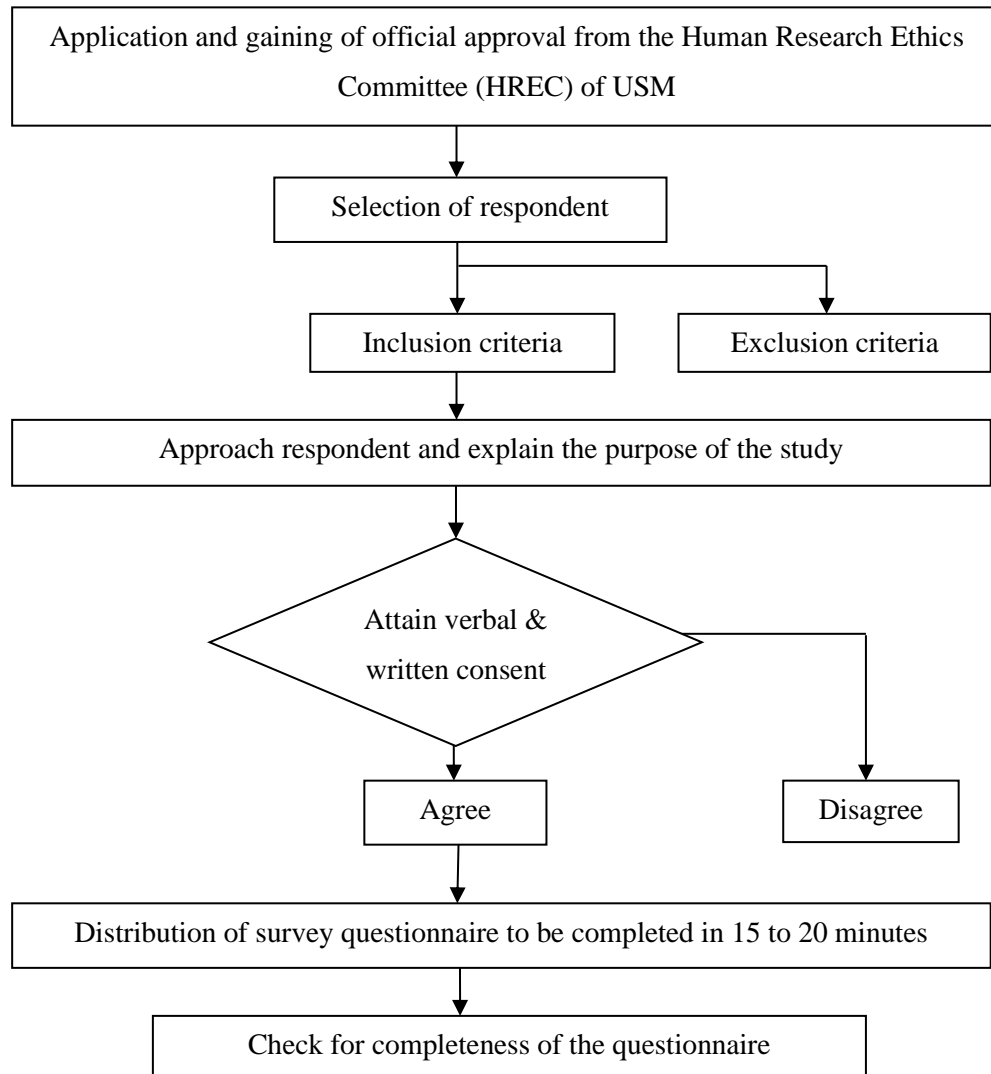 Application and gaining of official approval from the Human Research Ethics
Committee (HREC) of USM
Selection of respondent
Inclusion criteria
Exclusion criteria
Approach respondent and explain the purpose of the study
Attain verbal &
written consent
Agree
Disagree
Distribution of survey questionnaire to be completed in 15 to 20 minutes
Check for completeness of the questionnaire